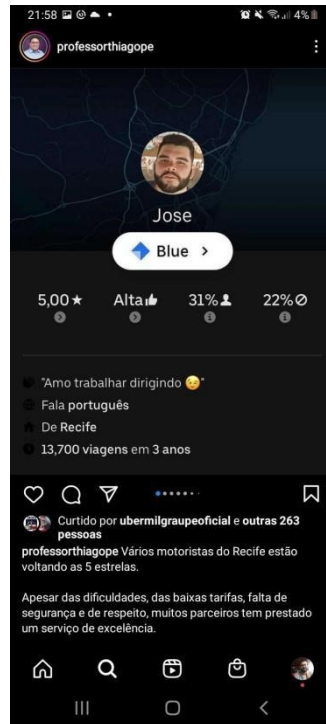 21:58
4%
professorthiagope
Jose
Blue >
5,00★ Alta 31% 22%
"Amo trabalhar dirigindo 😉"
Fala português
De Recife
13,700 viagens em 3 anos
Curtido por ubermilgraupeoficial e outras 263
pessoas
professorthiagope Vários motoristas do Recife estão
voltando as 5 estrelas.
Apesar das dificuldades, das baixas tarifas, falta de
segurança e de respeito, muitos parceiros tem prestado
um serviço de excelência.